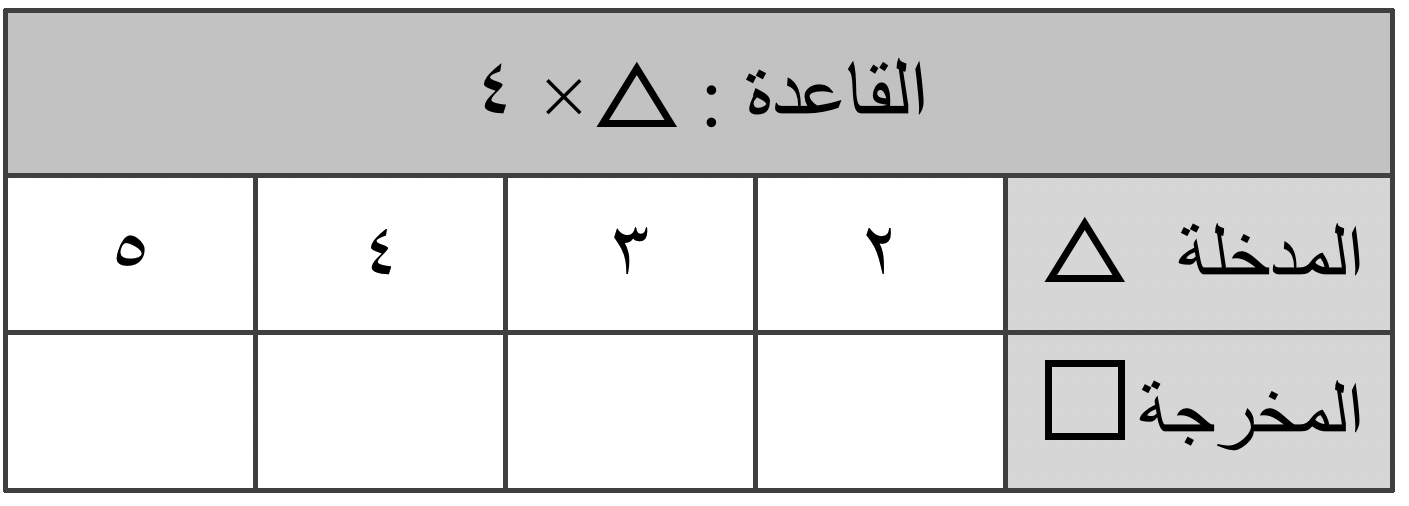 القاعدة : △ × ٤
المدخلة △ ٢ ٣ ٤ ٥
المخرجة □